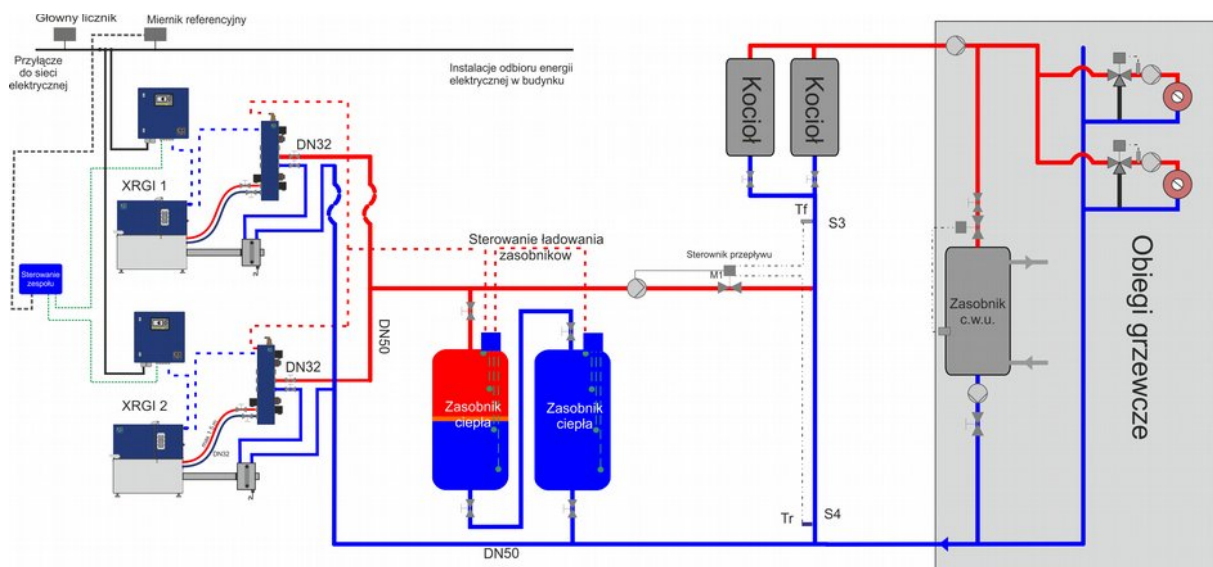 Główny licznik
Miernik referencyjny
Przyłącze
do sieci
elektrycznej
Instalacje odbioru energii
elektrycznej w budynku
DN32
XRGI 1
Sterowanie
zespołu
DN50
DN32
XRGI 2
DN32
Sterowanie ładowania
zasobników
Zasobnik
ciepła
Zasobnik
ciepła
DN50
Kocioł
Kocioł
Tf
S3
Sterownik przepływu
M1
Tr
S4
Zasobnik
c.w.u.
Obiegi grzewcze